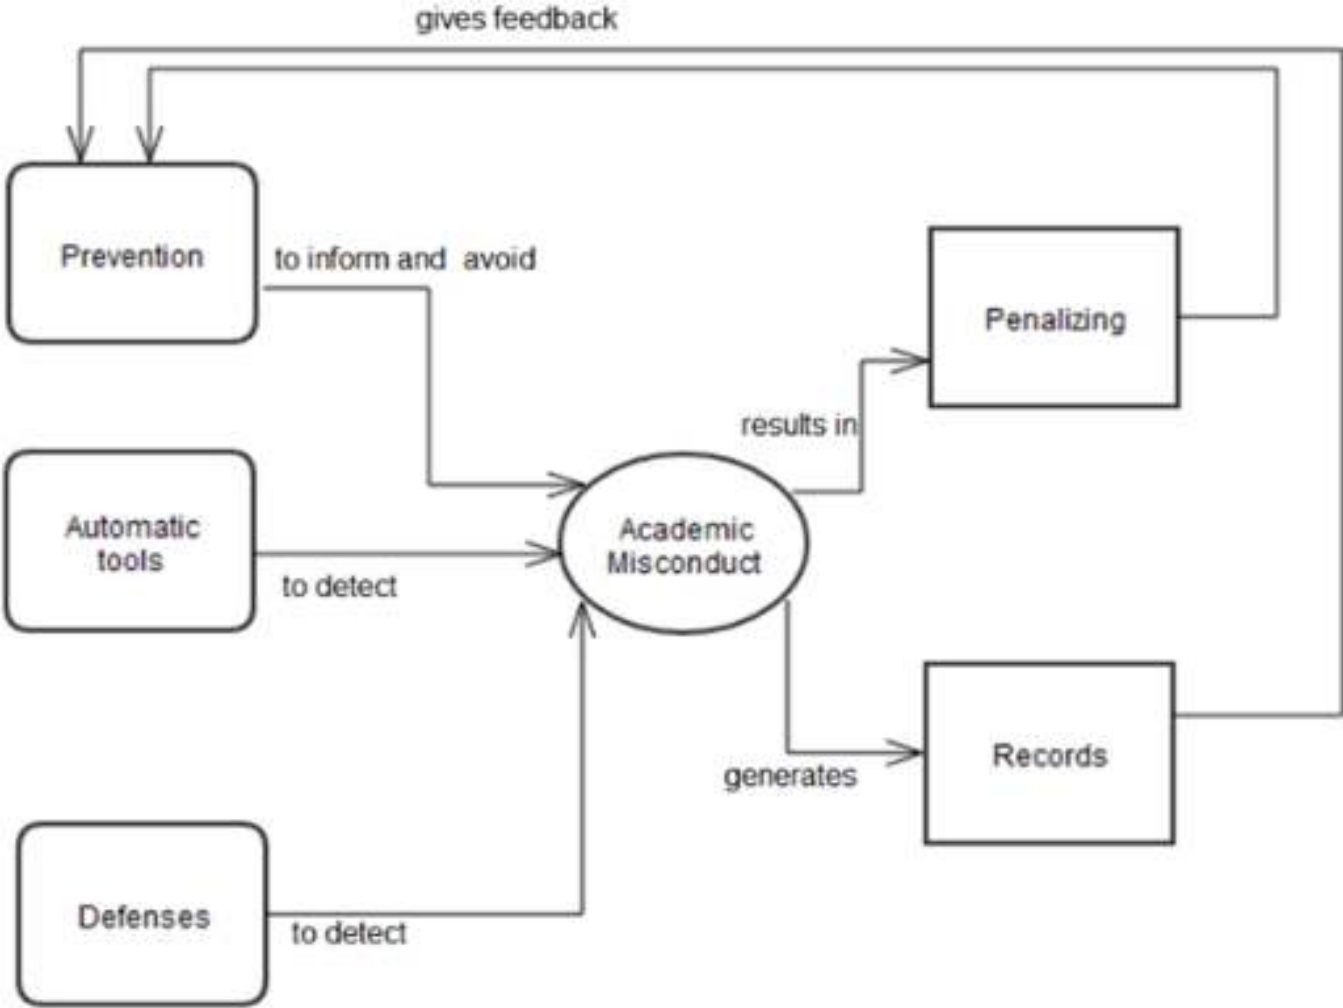 gives feedback
Prevention
to inform and avoid
Penalizing
results in
Automatic
tools
to detect
Academic
Misconduct
generates
Records
Defenses
to detect